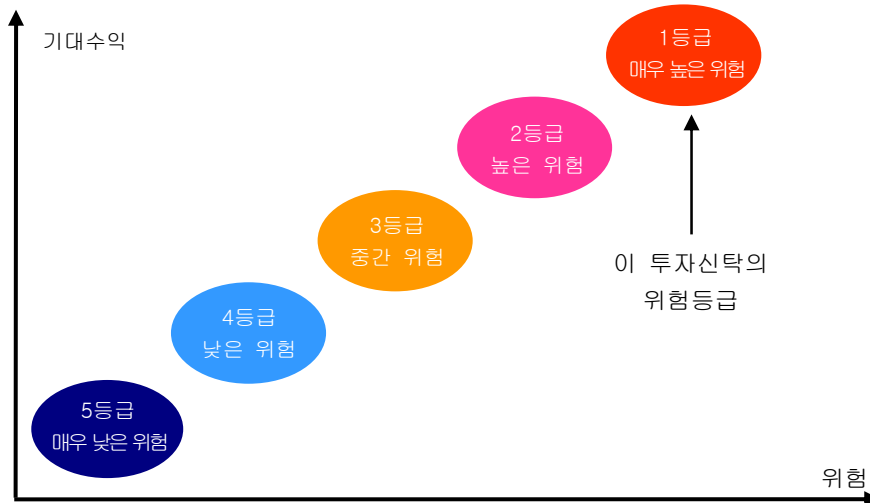 기대수익
1등급
매우 높은 위험
2등급
높은 위험
3등급
중간 위험
이 투자신탁의
위험등급
4등급
낮은 위험
5등급
매우 낮은 위험
위험